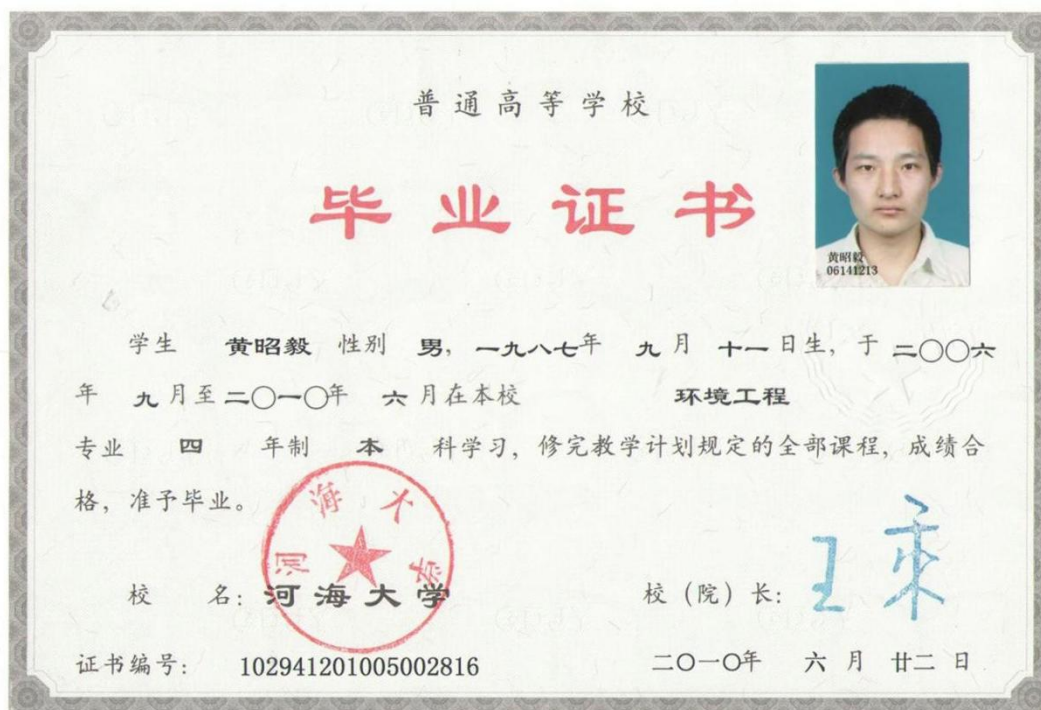 普通高等学校
毕业证书
黄昭毅
06141213
学生 黄昭毅 性别 男，一九八七年 九月 十一日生，于二〇〇六
年 九月至二〇一〇年 六月在本校 环境工程
专业 四 年制 本 科学习，修完教学计划规定的全部课程，成绩合
格，准予毕业。
河海大学
校 名：河海大学 校（院）长：王乘
证书编号： 102941201005002816 二〇一〇年 六月 廿二日